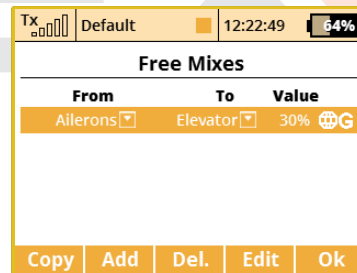 Tx Default 12:22:49 64%
Free Mixes
From To Value
Ailerons Elevator 30% G
Copy Add Del. Edit Ok